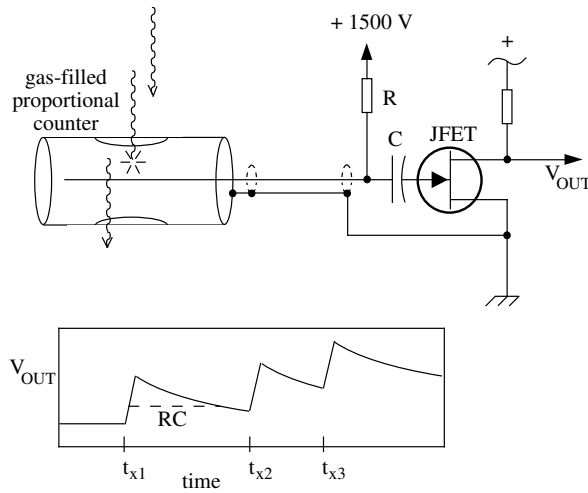 + 1500 V
+
gas-filled
proportional
counter
R
C
JFET
VOUT
VOUT
RC
tx1
tx2
tx3
time